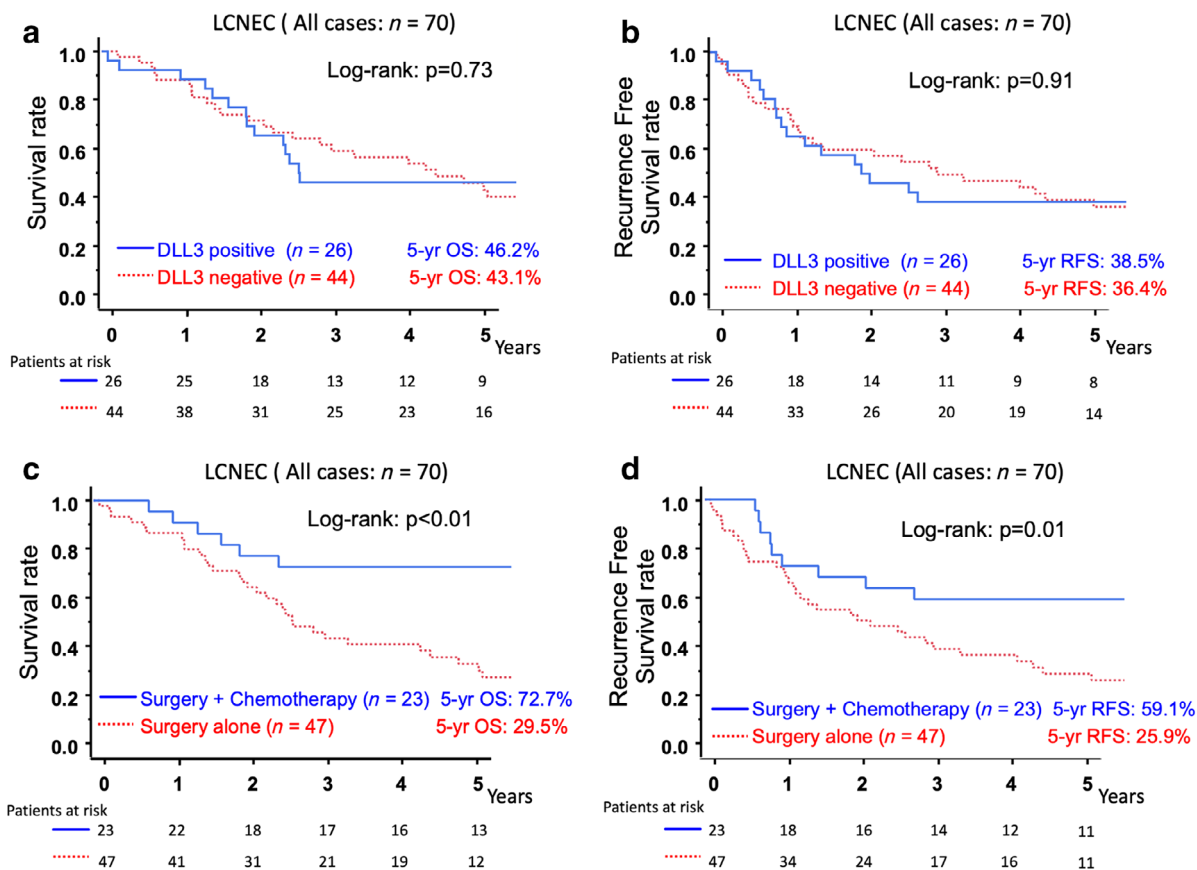 a
LCNEC ( All cases: n = 70)
Log-rank: p=0.73
Survival rate
1.0
0.8
0.6
0.4
0.2
0.0
DLL3 positive (n = 26) 5-yr OS: 46.2%
DLL3 negative (n = 44) 5-yr OS: 43.1%
0 1 2 3 4 5 Years
Patients at risk
26 25 18 13 12 9
44 38 31 25 23 16
b
LCNEC (All cases: n = 70)
Log-rank: p=0.91
Recurrence Free
Survival rate
1.0
0.8
0.6
0.4
0.2
0.0
DLL3 positive (n = 26) 5-yr RFS: 38.5%
DLL3 negative (n = 44) 5-yr RFS: 36.4%
0 1 2 3 4 5 Years
Patients at risk
26 18 14 11 9 8
44 33 26 20 19 14
c
LCNEC ( All cases: n = 70)
Log-rank: p<0.01
Survival rate
1.0
0.8
0.6
0.4
0.2
0.0
Surgery + Chemotherapy (n = 23) 5-yr OS: 72.7%
Surgery alone (n = 47) 5-yr OS: 29.5%
0 1 2 3 4 5 Years
Patients at risk
23 22 18 17 16 13
47 41 31 21 19 12
d
LCNEC (All cases: n = 70)
Log-rank: p=0.01
Recurrence Free
Survival rate
1.0
0.8
0.6
0.4
0.2
0.0
Surgery + Chemotherapy (n = 23) 5-yr RFS: 59.1%
Surgery alone (n = 47) 5-yr RFS: 25.9%
0 1 2 3 4 5 Years
Patients at risk
23 18 16 14 12 11
47 34 24 17 16 11